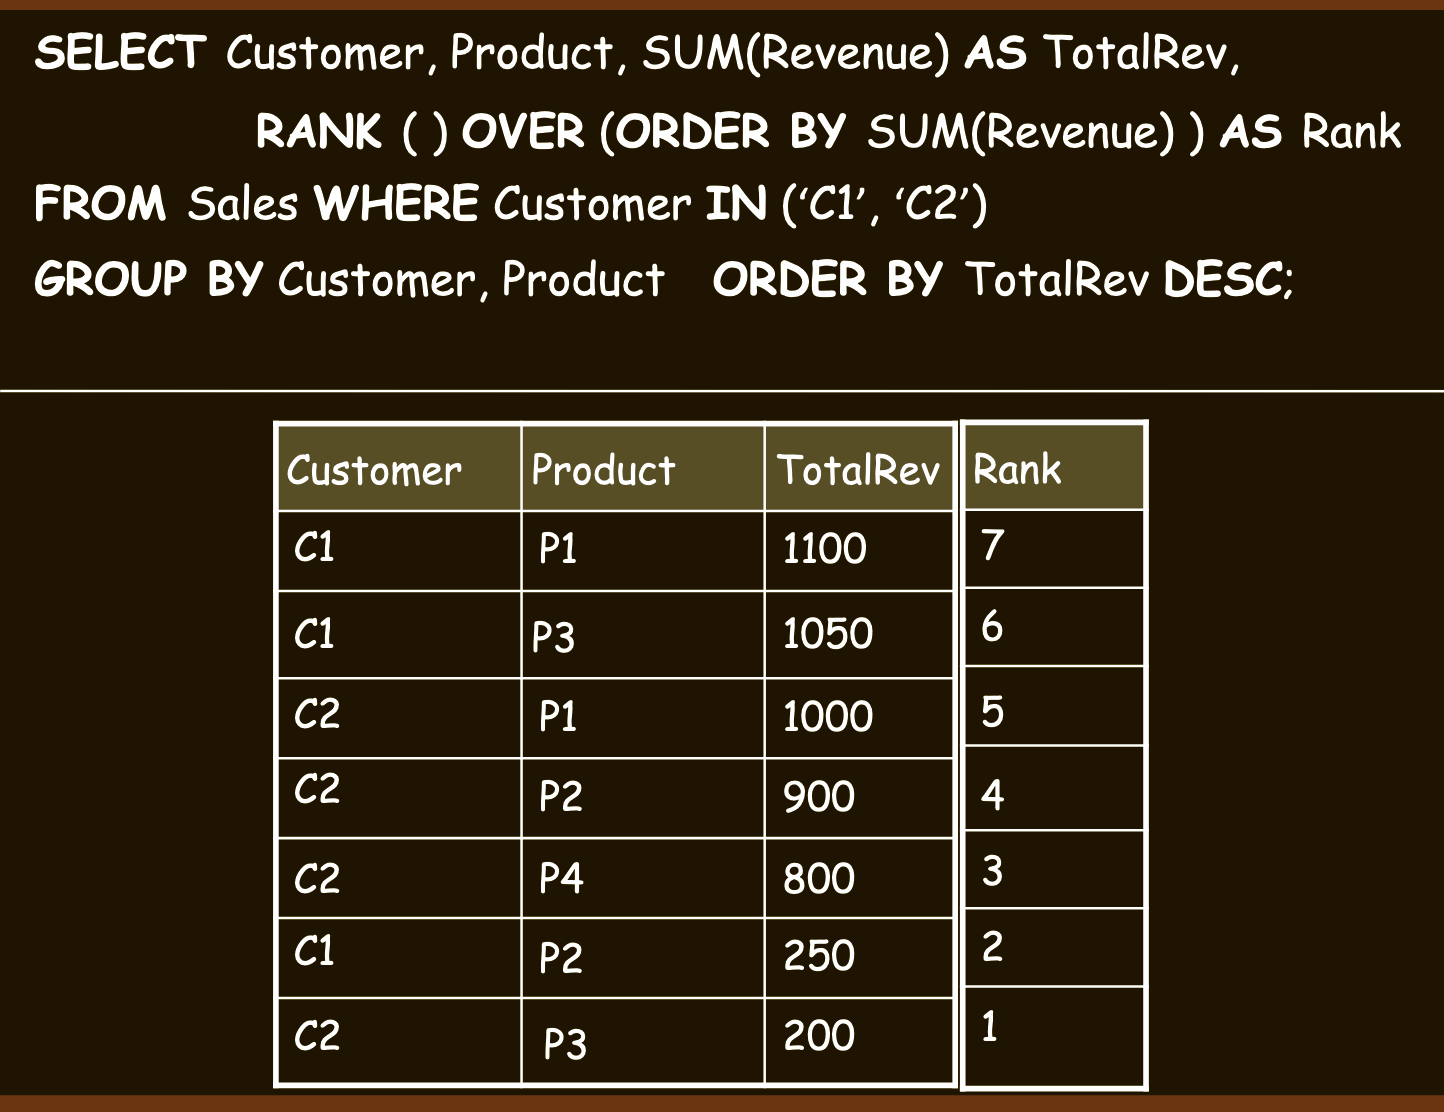 SELECT Customer, Product, SUM(Revenue) AS TotalRev,
RANK ( ) OVER (ORDER BY SUM(Revenue) ) AS Rank
FROM Sales WHERE Customer IN (‘C1’, ‘C2’)
GROUP BY Customer, Product ORDER BY TotalRev DESC;
Customer Product TotalRev Rank
C1 P1 1100 7
C1 P3 1050 6
C2 P1 1000 5
C2 P2 900 4
C2 P4 800 3
C1 P2 250 2
C2 P3 200 1